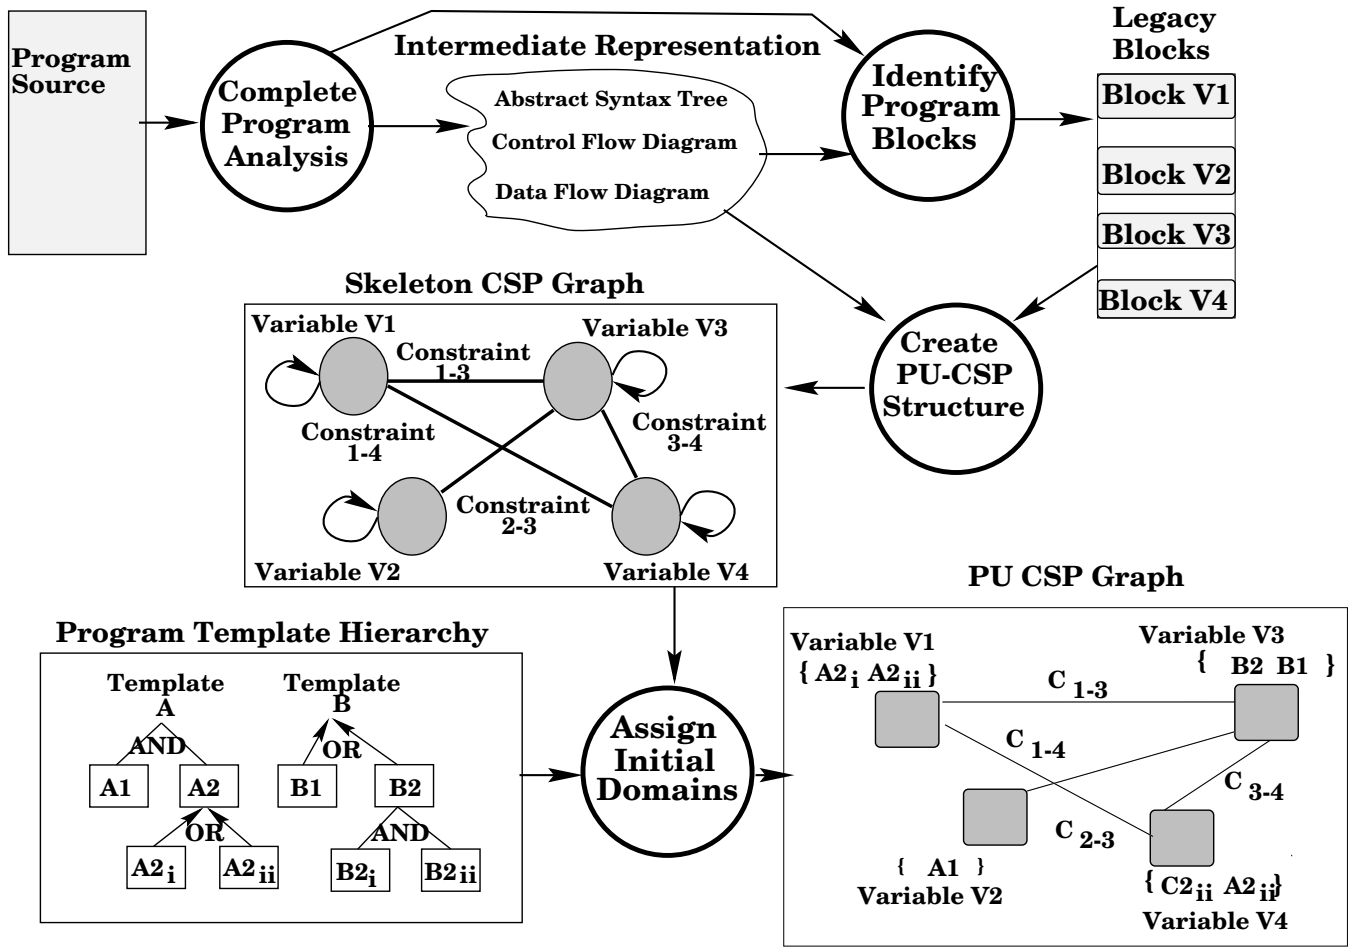 Program
Source
Complete
Program
Analysis
Intermediate Representation
Abstract Syntax Tree
Control Flow Diagram
Data Flow Diagram
Identify
Program
Blocks
Legacy
Blocks
Block V1
Block V2
Block V3
Block V4
Create
PU-CSP
Structure
Skeleton CSP Graph
Variable V1
Variable V3
Constraint
1-3
Constraint
1-4
Constraint
3-4
Constraint
2-3
Variable V2
Variable V4
Program Template Hierarchy
Template
A
AND
A1
A2
OR
A2i
A2ii
Template
B
OR
B1
B2
AND
B2i
B2ii
Assign
Initial
Domains
PU CSP Graph
Variable V1
{ A2i A2ii }
Variable V3
{ B2 B1 }
C 1-3
C 1-4
C 3-4
C 2-3
{ A1 }
Variable V2
{ C2ii A2ii }
Variable V4